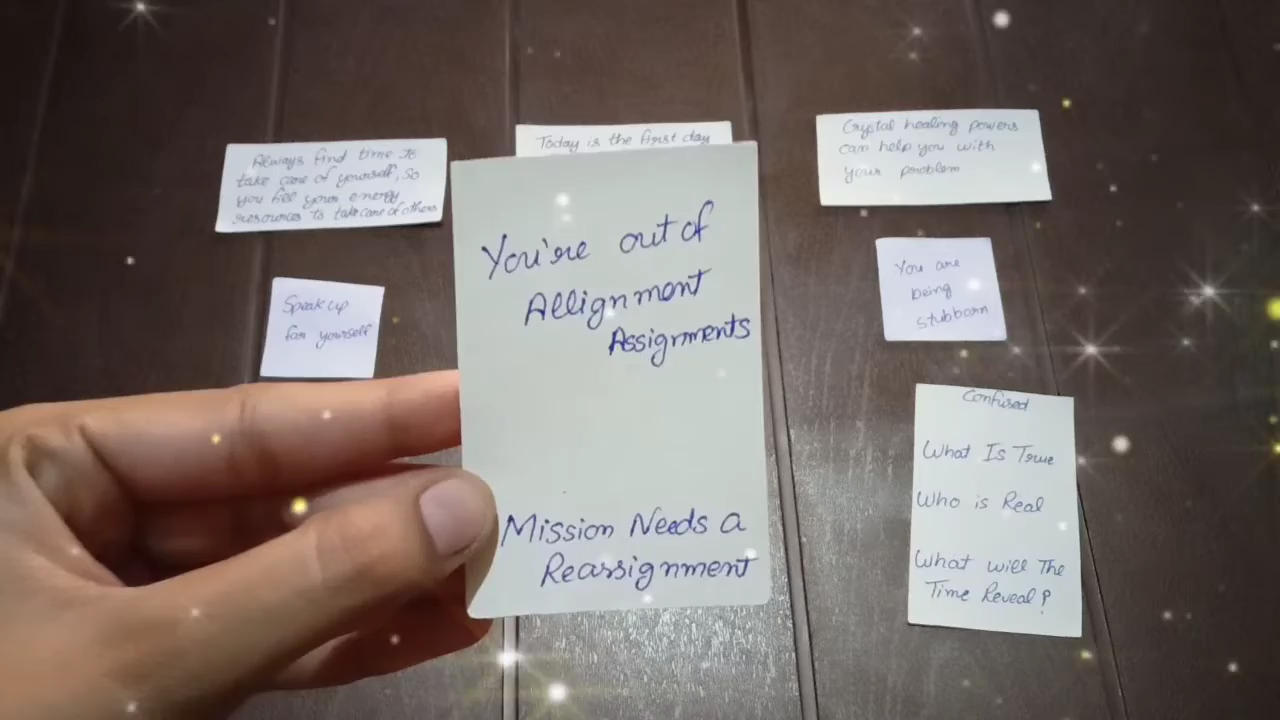 Always find time to
take care of yourself, so
you fill your energy
resources to take care of others
Today is the first day
Crystal healing powers
can help you with
your problem
Speak up
for yourself
You're out of
Allignment
Assignments
Mission Needs a
Reassignment
You are
being
stubborn
Confused
What Is True
Who is Real
What will The
Time Reveal?